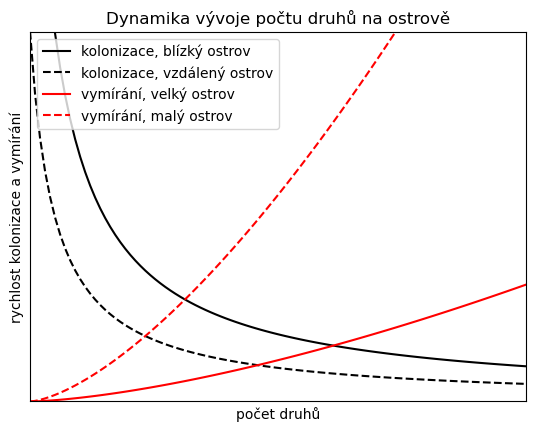 Dynamika vývoje počtu druhů na ostrově
kolonizace, blízký ostrov
kolonizace, vzdálený ostrov
vymírání, velký ostrov
vymírání, malý ostrov
rychlost kolonizace a vymírání
počet druhů